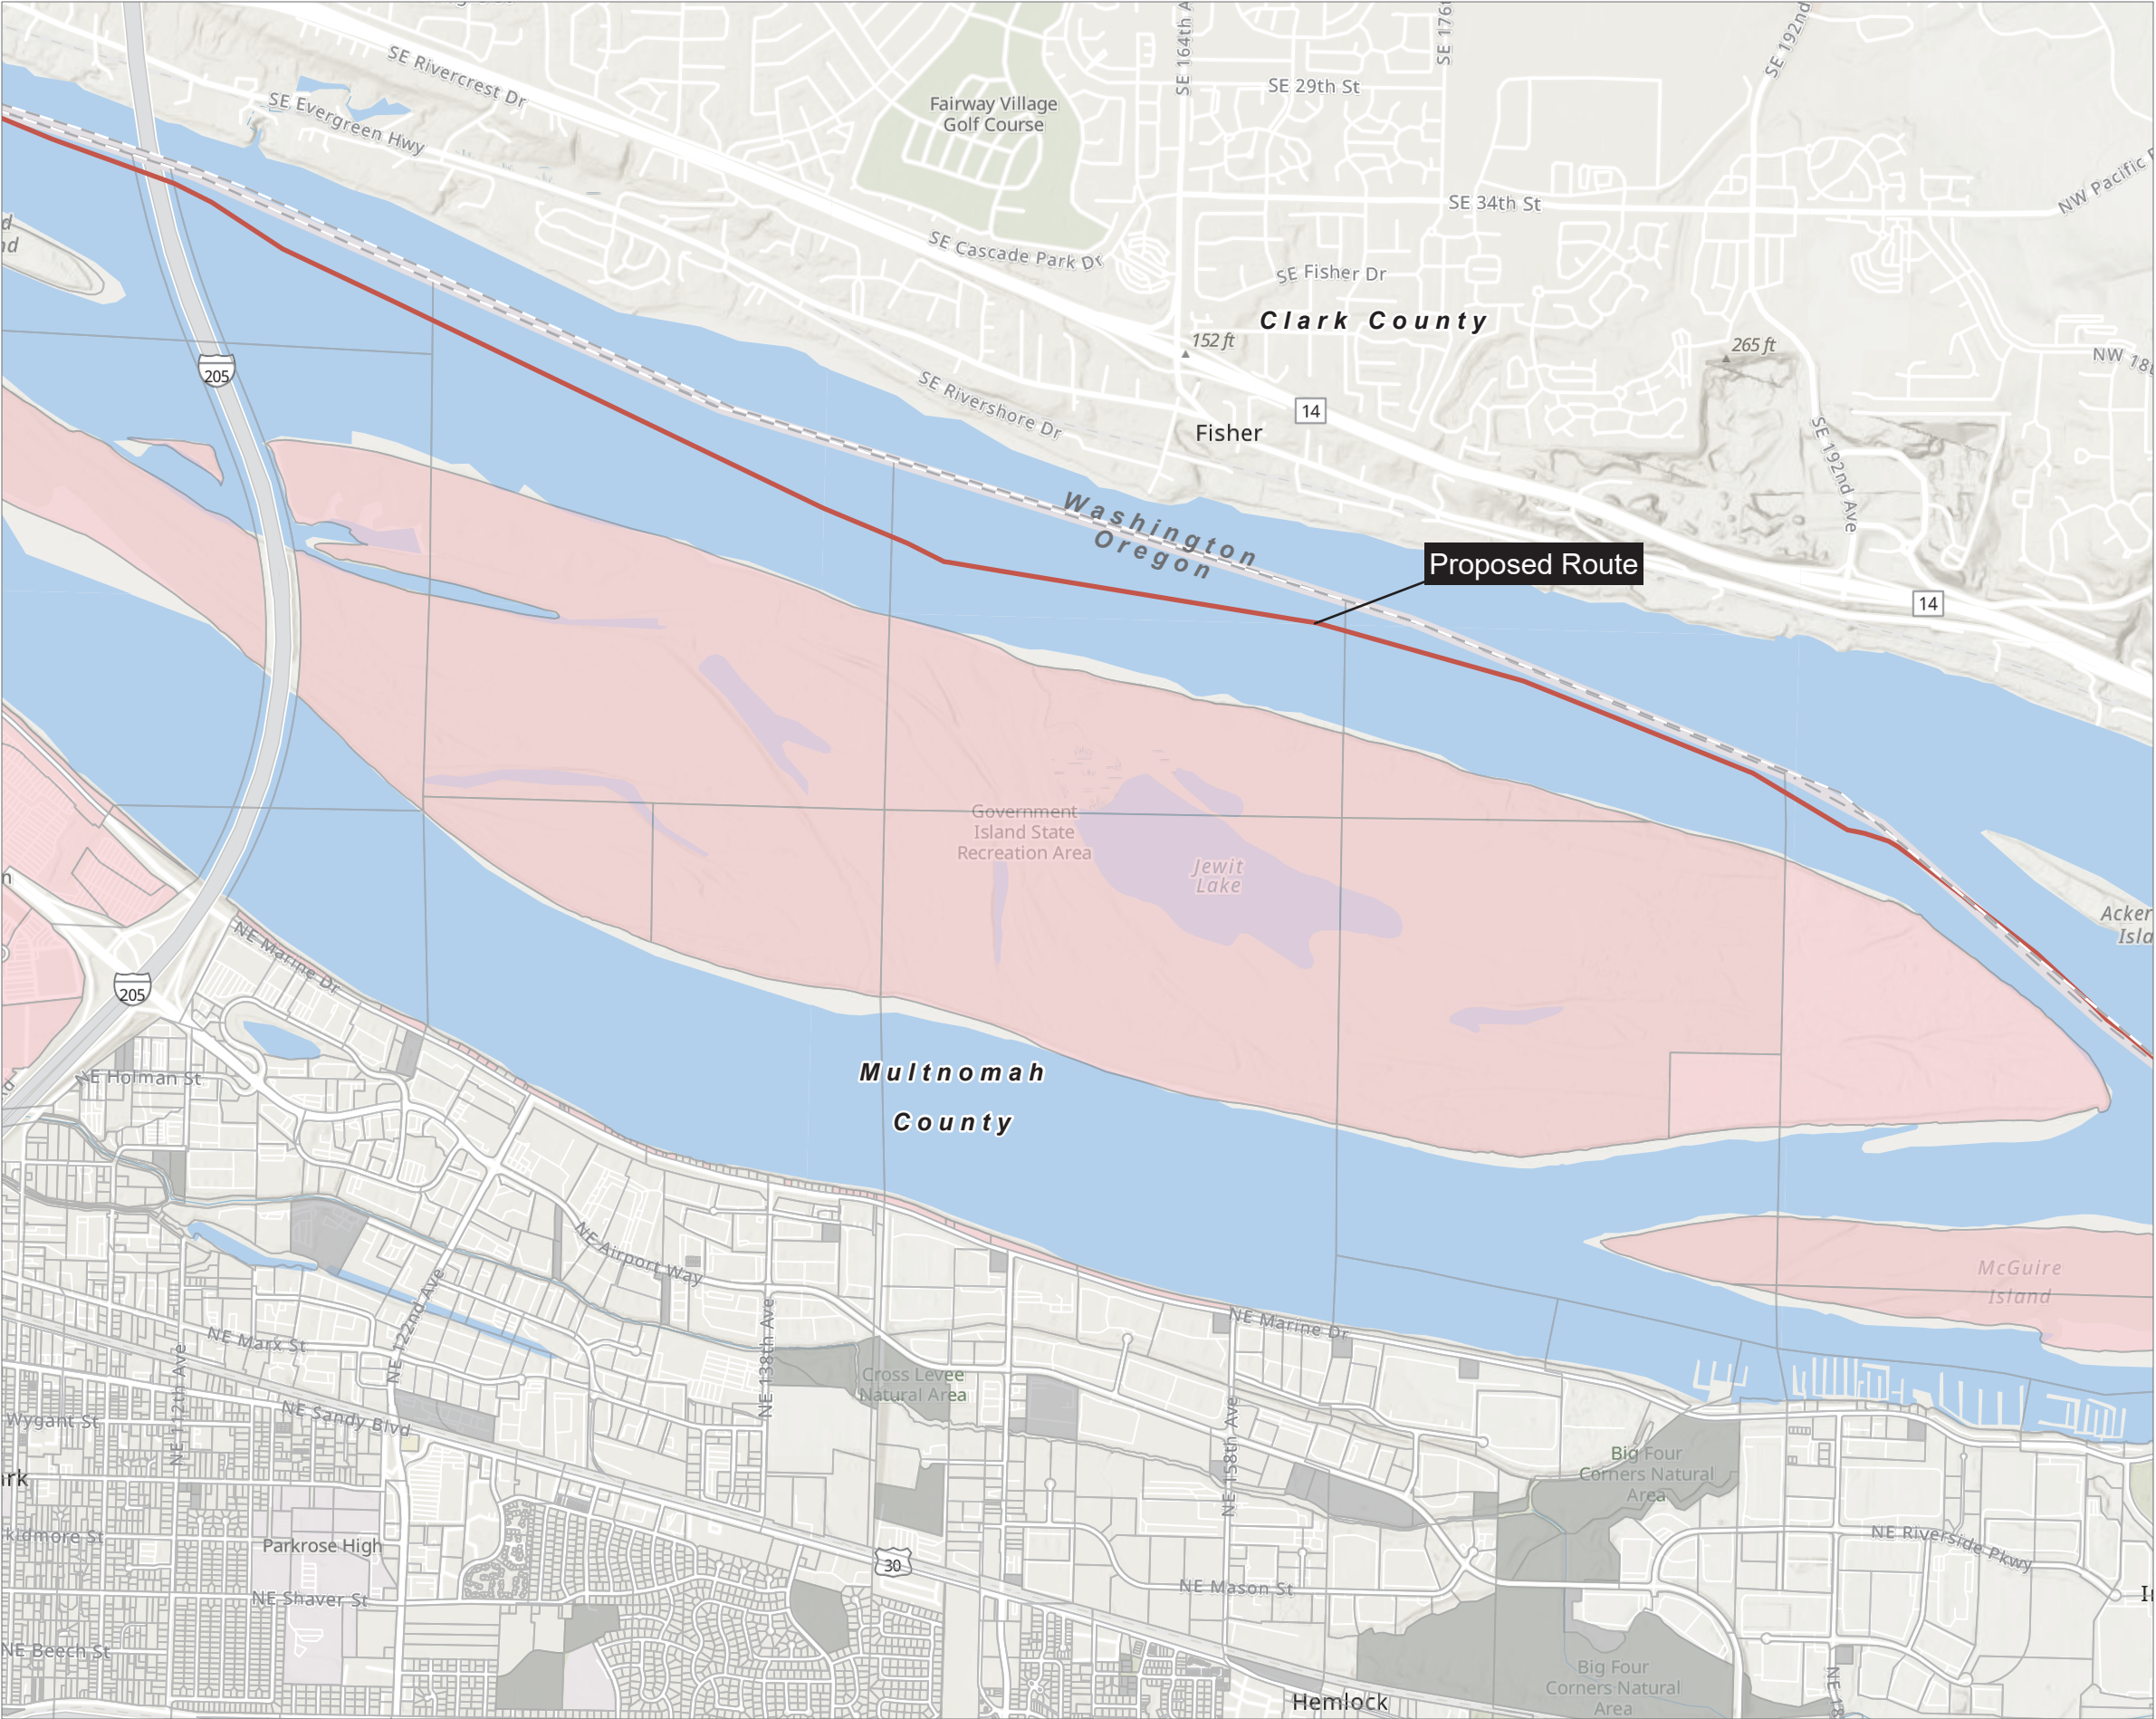 SE Rivercrest Dr
SE Evergreen Hwy
Fairway Village
Golf Course
SE 164th A
SE 29th St
SE 176t
SE 192nd
SE 34th St
NW Pacific
SE Cascade Park Dr
SE Fisher Dr
Clark County
152 ft
265 ft
NW 18t
205
SE Rivershore Dr
14
Fisher
SE 192nd Ave
Washington
Oregon
Proposed Route
14
Government
Island State
Recreation Area
Jewit
Lake
Acker
Isla
NE Marine Dr
205
Multnomah
County
NE Holman St
NE Airport Way
McGuire
Island
NE 122nd Ave
NE Marine Dr
NE Marx St
NE 112th Ave
NE 138th Ave
Cross Levee
Natural Area
NE 158th Ave
Wygant St
NE Sandy Blvd
Big Four
Corners Natural
Area
ark
kidmore St
Parkrose High
30
NE Riverside Pkwy
NE Shaver St
NE Mason St
NE Beech St
Big Four
Corners Natural
Area
NE 18
Hemlock